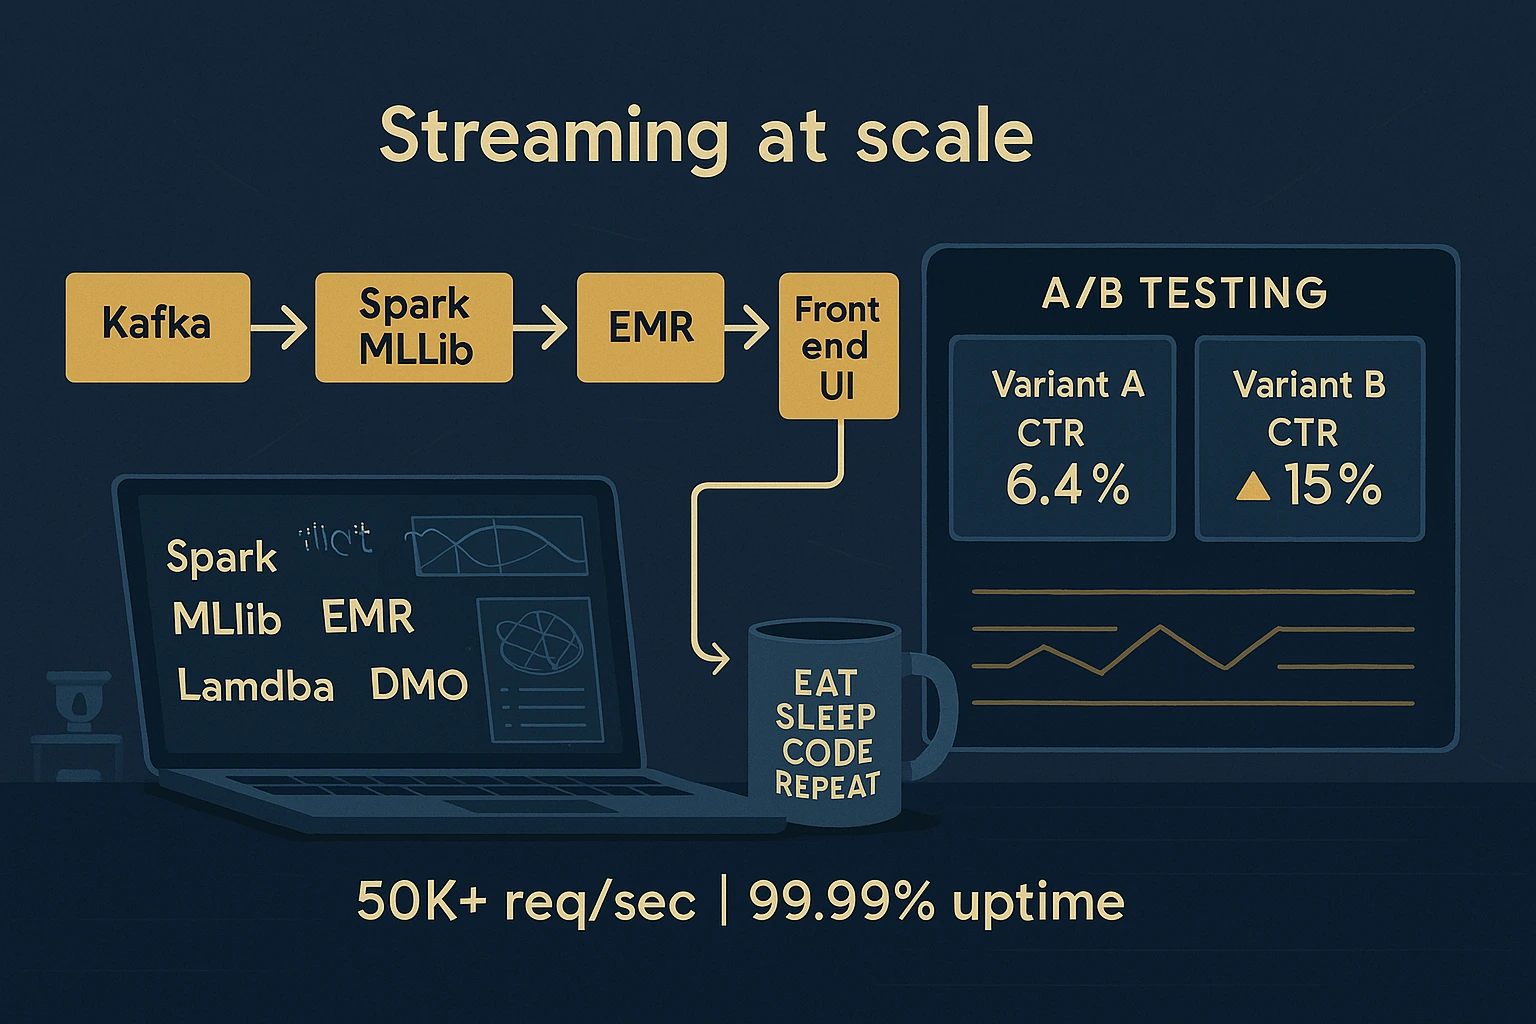 Streaming at scale
Kafka
Spark
MLLib
EMR
Front
end
UI
A/B TESTING
Variant A
CTR
6.4%
Variant B
CTR
▲ 15%
Spark
MLlib EMR
Lamdba DMO
EAT
SLEEP
CODE
REPEAT
50K+ req/sec | 99.99% uptime